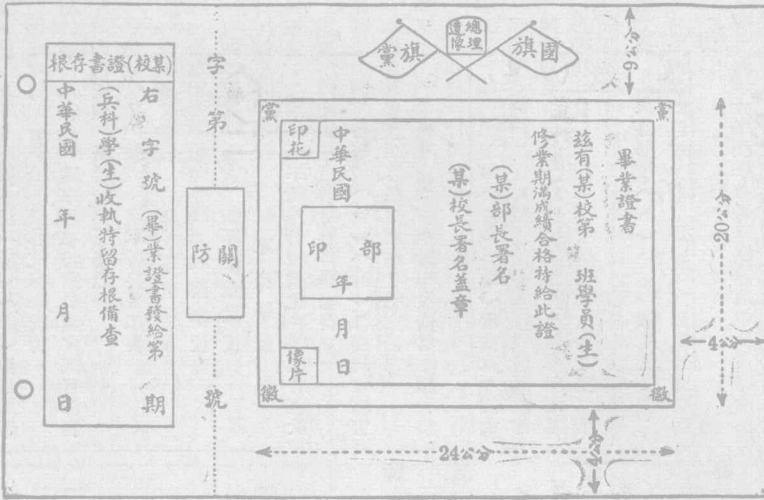 國旗
總理
遺像
黨旗
黨
徽
黨
徽
畢業證書
茲有(某)校第 班學員(生)
修業期滿成績合格特給此證
(某)部長署名
(某)校長署名蓋章
中華民國 年 月 日
部印
印花
像片
字第 號
關防
(某校)證書存根
右 字 號(畢)業證書發給第 期
(兵科)學(生)收執特留存根備查
中華民國 年 月 日
6公分
20公分
4公分
24公分